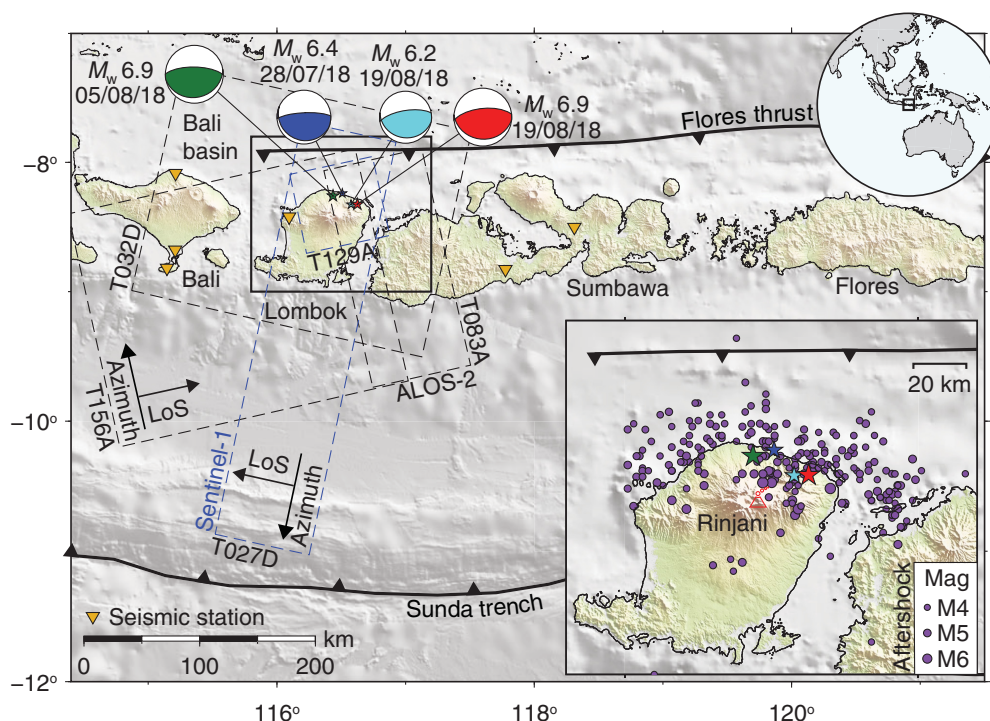 Mw 6.9
05/08/18
Mw 6.4
28/07/18
Mw 6.2
19/08/18
Mw 6.9
19/08/18
Bali
basin
Flores thrust
−8°
T032D
T129A
Bali
Lombok
Sumbawa
Flores
T083A
ALOS-2
Azimuth
LoS
T156A
−10°
Sentinel-1
LoS
Azimuth
T027D
Sunda trench
Seismic station
km
0 100 200
−12°
116°
118°
120°
20 km
Rinjani
Aftershock
Mag
M4
M5
M6